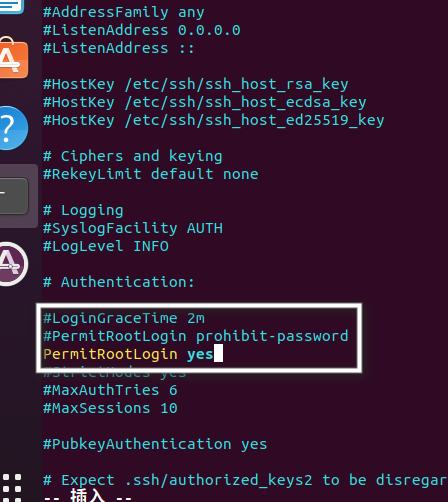 #AddressFamily any
#ListenAddress 0.0.0.0
#ListenAddress ::
#HostKey /etc/ssh/ssh_host_rsa_key
#HostKey /etc/ssh/ssh_host_ecdsa_key
#HostKey /etc/ssh/ssh_host_ed25519_key
# Ciphers and keying
#RekeyLimit default none
# Logging
#SyslogFacility AUTH
#LogLevel INFO
# Authentication:
#LoginGraceTime 2m
#PermitRootLogin prohibit-password
PermitRootLogin yes
#StrictModes yes
#MaxAuthTries 6
#MaxSessions 10
#PubkeyAuthentication yes
# Expect .ssh/authorized_keys2 to be disregar
-- 插入 --